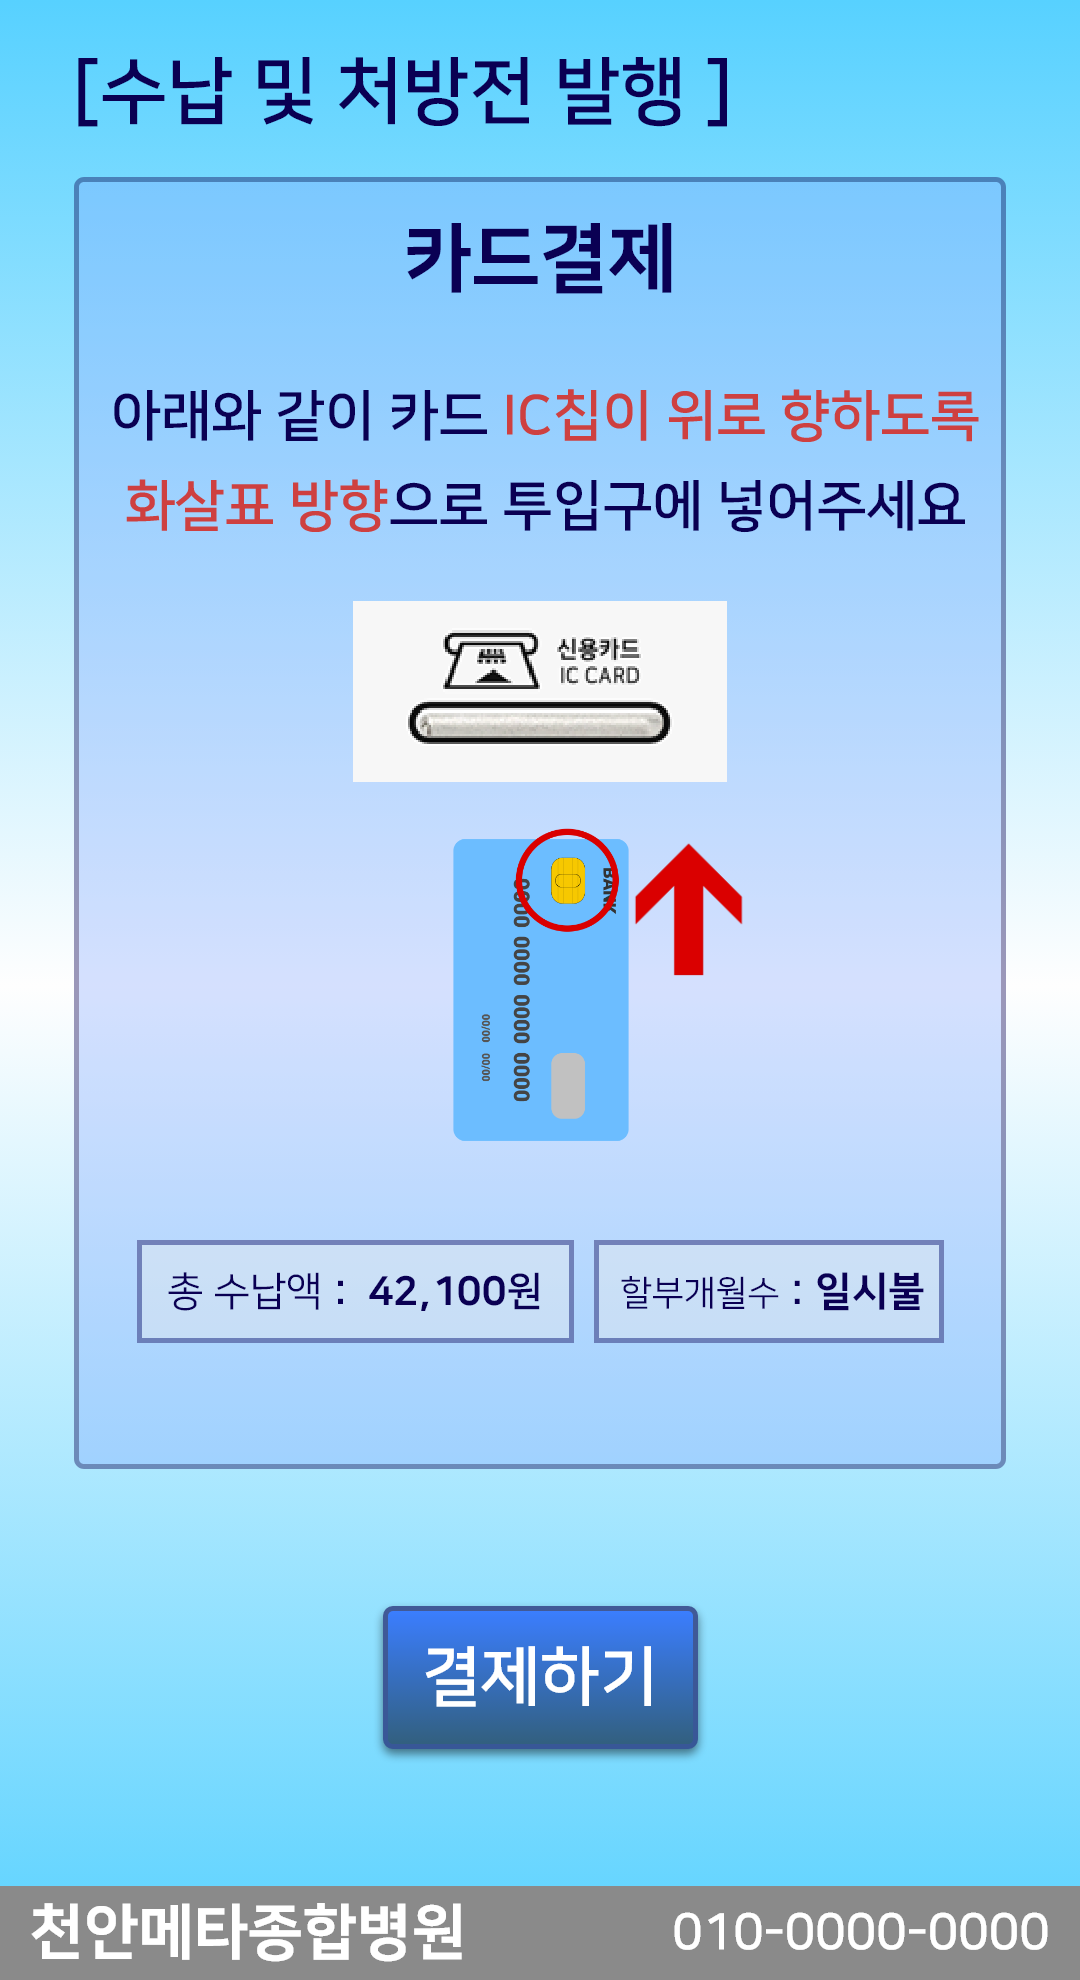 [수납 및 처방전 발행 ]
카드결제
아래와 같이 카드 IC칩이 위로 향하도록
화살표 방향으로 투입구에 넣어주세요
신용카드
IC CARD
BANK
0000 0000 0000 0000
00/00 00/00
총 수납액 : 42,100원
할부개월수 : 일시불
결제하기
천안메타종합병원
010-0000-0000